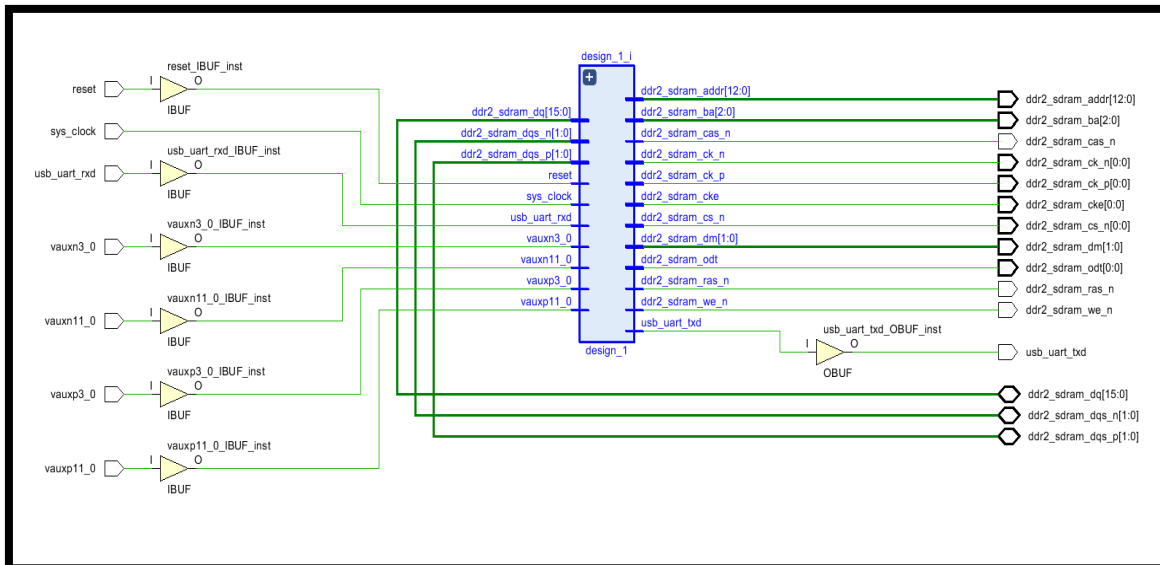 reset
I
reset_IBUF_inst
O
IBUF
sys_clock
usb_uart_rxd
I
usb_uart_rxd_IBUF_inst
O
IBUF
vauxn3_0
I
vauxn3_0_IBUF_inst
O
IBUF
vauxn11_0
I
vauxn11_0_IBUF_inst
O
IBUF
vauxp3_0
I
vauxp3_0_IBUF_inst
O
IBUF
vauxp11_0
I
vauxp11_0_IBUF_inst
O
IBUF
design_1_i
+
ddr2_sdram_dq[15:0]
ddr2_sdram_dqs_n[1:0]
ddr2_sdram_dqs_p[1:0]
reset
sys_clock
usb_uart_rxd
vauxn3_0
vauxn11_0
vauxp3_0
vauxp11_0
ddr2_sdram_addr[12:0]
ddr2_sdram_ba[2:0]
ddr2_sdram_cas_n
ddr2_sdram_ck_n
ddr2_sdram_ck_p
ddr2_sdram_cke
ddr2_sdram_cs_n
ddr2_sdram_dm[1:0]
ddr2_sdram_odt
ddr2_sdram_ras_n
ddr2_sdram_we_n
usb_uart_txd
design_1
usb_uart_txd_OBUF_inst
I
O
OBUF
ddr2_sdram_addr[12:0]
ddr2_sdram_ba[2:0]
ddr2_sdram_cas_n
ddr2_sdram_ck_n[0:0]
ddr2_sdram_ck_p[0:0]
ddr2_sdram_cke[0:0]
ddr2_sdram_cs_n[0:0]
ddr2_sdram_dm[1:0]
ddr2_sdram_odt[0:0]
ddr2_sdram_ras_n
ddr2_sdram_we_n
usb_uart_txd
ddr2_sdram_dq[15:0]
ddr2_sdram_dqs_n[1:0]
ddr2_sdram_dqs_p[1:0]